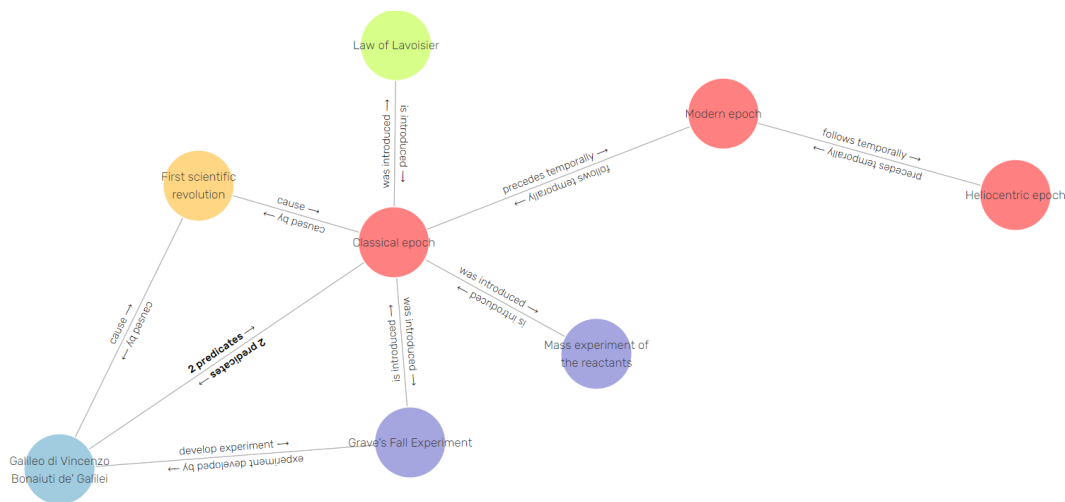 Law of Lavoisier
was introduced →
is introduced →
Modern epoch
follows temporally →
← precedes temporally
Heliocentric epoch
precedes temporally →
← follows temporally
First scientific
revolution
cause →
← caused by
Classical epoch
was introduced →
← is introduced
Mass experiment of
the reactants
cause →
← caused by
2 predicates →
← 2 predicates
was introduced →
← is introduced
Grave's Fall Experiment
develop experiment →
← experiment developed by
Galileo di Vincenzo
Bonaiuti de' Galilei